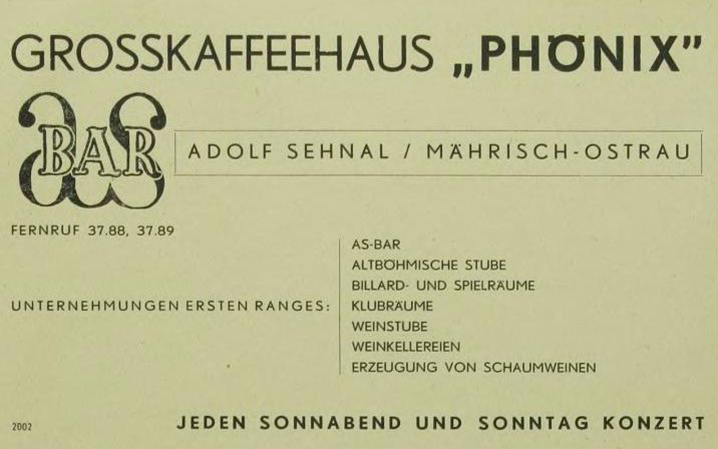 GROSSKAFFEEHAUS „PHÖNIX”
BAR
ADOLF SEHNAL / MÄHRISCH-OSTRAU
FERNRUF 37.88, 37.89
UNTERNEHMUNGEN ERSTEN RANGES:
AS-BAR
ALTBÖHMISCHE STUBE
BILLARD- UND SPIELRÄUME
KLUBRÄUME
WEINSTUBE
WEINKELLEREIEN
ERZEUGUNG VON SCHAUMWEINEN
2002
JEDEN SONNABEND UND SONNTAG KONZERT